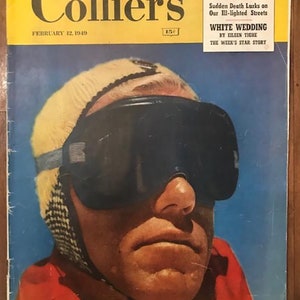 Collier's
Sudden Death Lurks on
Our Ill-lighted Streets
FEBRUARY 12, 1949
15¢
WHITE WEDDING
BY EILEEN TIGHE
THE WEEK'S STAR STORY